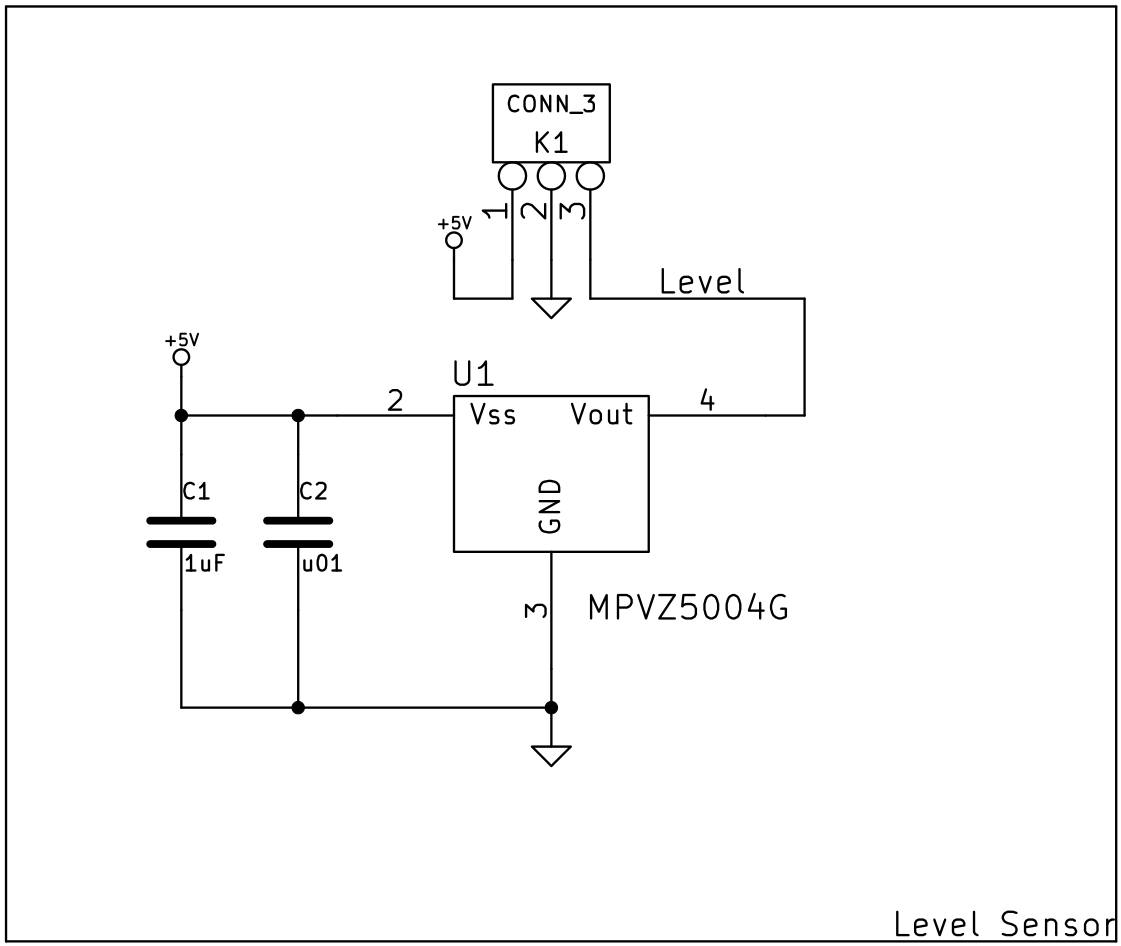 CONN_3
K1
1
2
3
+5V
Level
+5V
U1
2
Vss
Vout
4
GND
C1
1uF
C2
u01
3
MPVZ5004G
Level Sensor